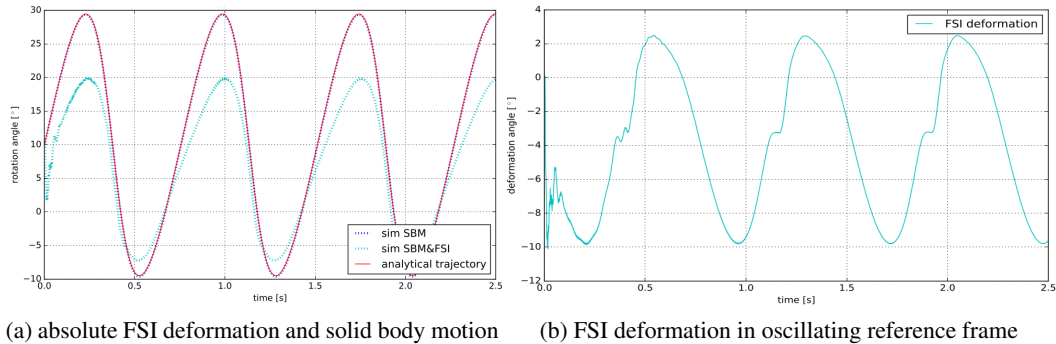 30
25
20
15
10
5
0
−5
−10
rotation angle [°]
0.0 0.5 1.0 1.5 2.0 2.5
time [s]
sim SBM
sim SBM&FSI
analytical trajectory
(a) absolute FSI deformation and solid body motion
4
2
0
−2
−4
−6
−8
−10
−12
deformation angle [°]
0.0 0.5 1.0 1.5 2.0 2.5
time [s]
FSI deformation
(b) FSI deformation in oscillating reference frame